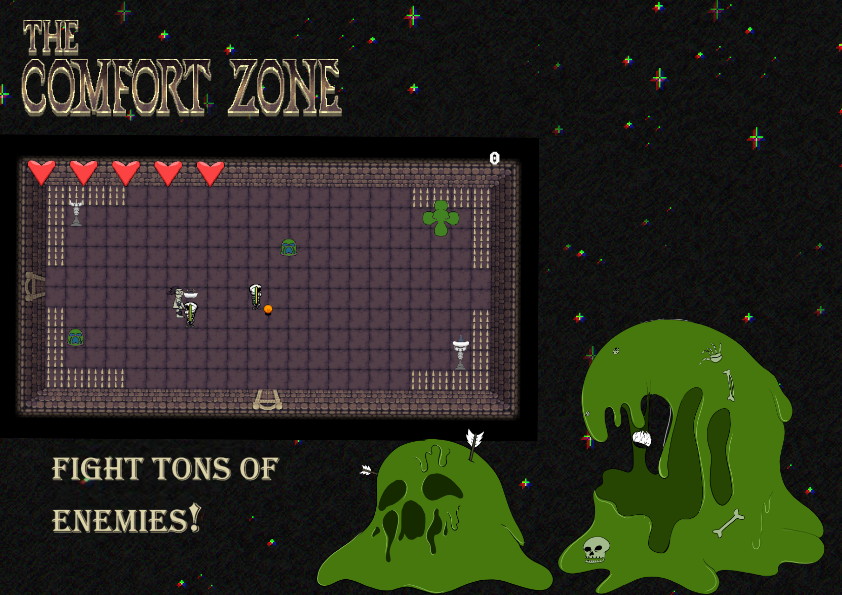 THE
COMFORT ZONE
0
FIGHT TONS OF
ENEMIES!